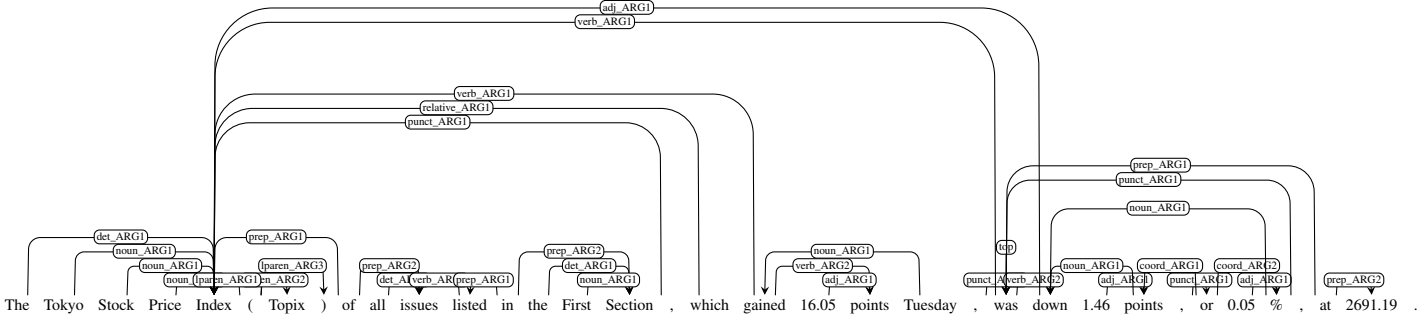 adj_ARG1
verb_ARG1
verb_ARG1
relative_ARG1
punct_ARG1
prep_ARG1
punct_ARG1
noun_ARG1
det_ARG1 prep_ARG1
noun_ARG1 prep_ARG2 noun_ARG1 top
noun_ARG1 lparen_ARG3 prep_ARG2 det_ARG1 verb_ARG2 noun_ARG1 coord_ARG1 coord_ARG2
lparen_ARG1 prep_ARG1 noun_ARG1 adj_ARG1 verb_ARG2 punct_ARG1 adj_ARG1 prep_ARG2
The Tokyo Stock Price Index ( Topix ) of all issues listed in the First Section , which gained 16.05 points Tuesday , was down 1.46 points , or 0.05 % , at 2691.19 .